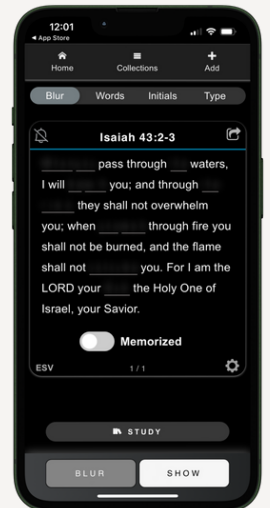 12:01
App Store
Home Collections Add
Blur Words Initials Type
Isaiah 43:2-3
pass through waters,
I will you; and through
they shall not overwhelm
you; when through fire you
shall not be burned, and the flame
shall not you. For I am the
LORD your the Holy One of
Israel, your Savior.
Memorized
ESV 1/1
STUDY
BLUR SHOW